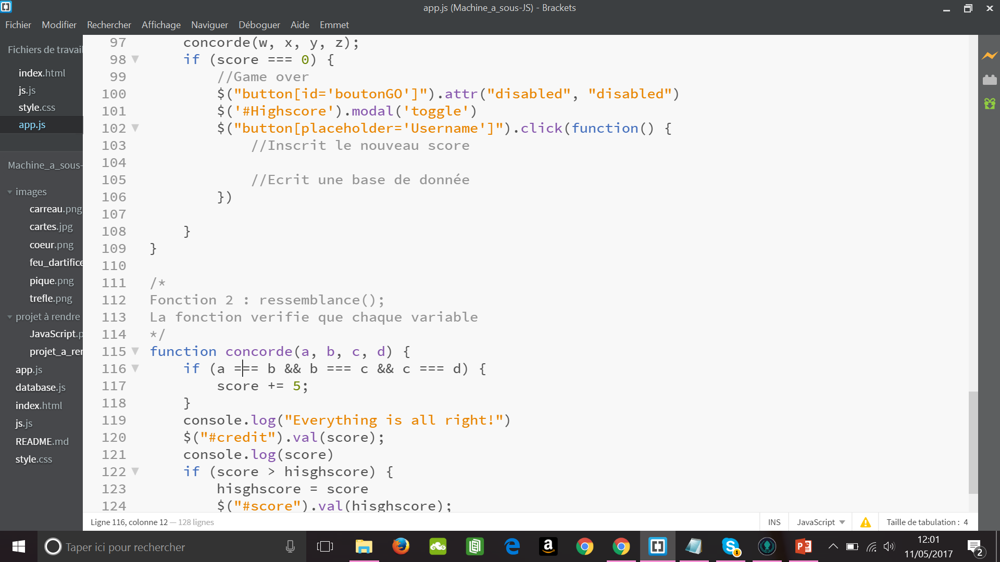 app.js (Machine_a_sous-JS) - Brackets
Fichier Modifier Rechercher Affichage Naviguer Déboguer Aide Emmet
Fichiers de travail
index.html
js.js
style.css
app.js
Machine_a_sous-
images
carreau.png
cartes.jpg
coeur.png
feu_dartifice
pique.png
trefle.png
projet à rendre
JavaScript.p
projet_a_rer
app.js
database.js
index.html
js.js
README.md
style.css
97 concorde(w, x, y, z);
98 if (score === 0) {
99 //Game over
100 $("button[id='boutonGO']").attr("disabled", "disabled")
101 $('#Highscore').modal('toggle')
102 $("button[placeholder='Username']").click(function() {
103 //Inscrit le nouveau score
104
105 //Ecrit une base de donnée
106 })
107
108 }
109 }
110
111 /*
112 Fonction 2 : ressemblance();
113 La fonction verifie que chaque variable
114 */
115 function concorde(a, b, c, d) {
116 if (a === b && b === c && c === d) {
117 score += 5;
118 }
119 console.log("Everything is all right!")
120 $("#credit").val(score);
121 console.log(score)
122 if (score > hisghscore) {
123 hisghscore = score
124 $("#score").val(hisghscore);
Ligne 116, colonne 12 — 128 lignes
INS JavaScript Taille de tabulation : 4
Taper ici pour rechercher
12:01
11/05/2017
2